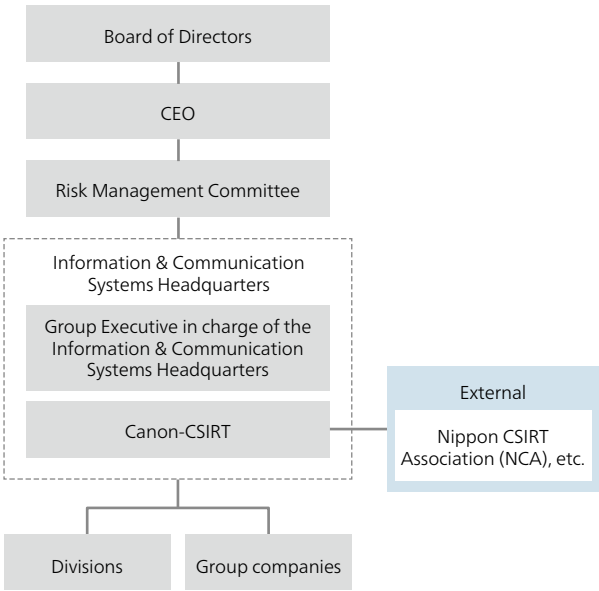 Board of Directors
CEO
Risk Management Committee
Information & Communication
Systems Headquarters
Group Executive in charge of the
Information & Communication
Systems Headquarters
Canon-CSIRT
External
Nippon CSIRT
Association (NCA), etc.
Divisions
Group companies